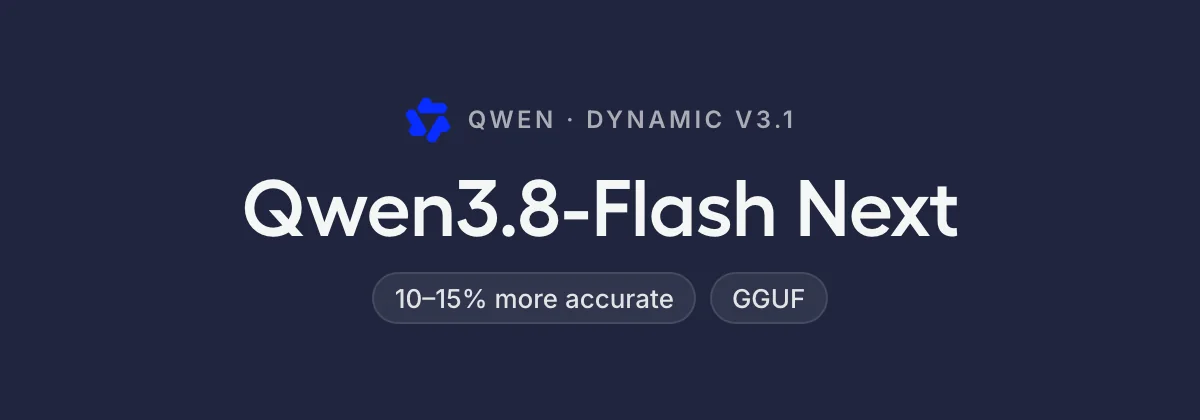 QWEN · DYNAMIC V3.1
Qwen3.8-Flash Next
10–15% more accurate GGUF